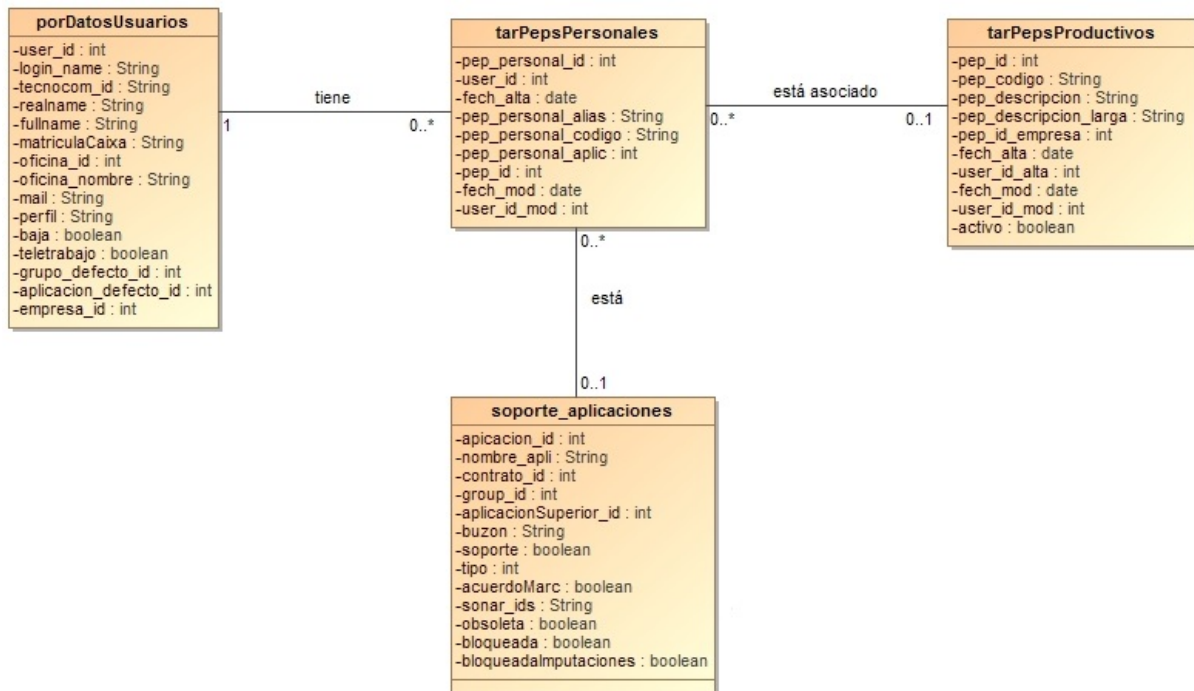 porDatosUsuarios
-user_id : int
-login_name : String
-tecnocom_id : String
-realname : String
-fullname : String
-matriculaCaixa : String
-oficina_id : int
-oficina_nombre : String
-mail : String
-perfil : String
-baja : boolean
-teletrabajo : boolean
-grupo_defecto_id : int
-aplicacion_defecto_id : int
-empresa_id : int
tiene
1
0..*
tarPepsPersonales
-pep_personal_id : int
-user_id : int
-fech_alta : date
-pep_personal_alias : String
-pep_personal_codigo : String
-pep_personal_aplic : int
-pep_id : int
-fech_mod : date
-user_id_mod : int
está asociado
0..*
0..1
tarPepsProductivos
-pep_id : int
-pep_codigo : String
-pep_descripcion : String
-pep_descripcion_larga : String
-pep_id_empresa : int
-fech_alta : date
-user_id_alta : int
-fech_mod : date
-user_id_mod : int
-activo : boolean
0..*
está
0..1
soporte_aplicaciones
-apicacion_id : int
-nombre_apli : String
-contrato_id : int
-group_id : int
-aplicacionSuperior_id : int
-buzon : String
-soporte : boolean
-tipo : int
-acuerdoMarc : boolean
-sonar_ids : String
-obsoleta : boolean
-bloqueada : boolean
-bloqueadaImputaciones : boolean